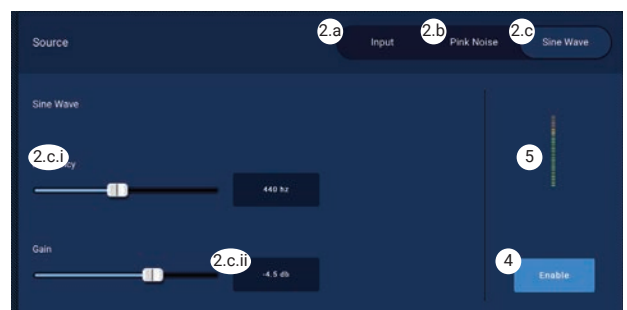 Source
2.a
Input
2.b
Pink Noise
2.c
Sine Wave
Sine Wave
2.c.i
cy
440 hz
5
Gain
2.c.ii
-4.5 db
4
Enable